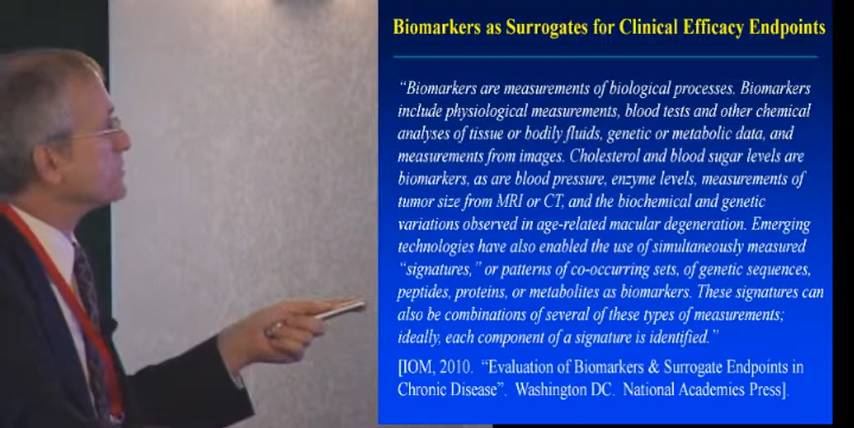 Biomarkers as Surrogates for Clinical Efficacy Endpoints
“Biomarkers are measurements of biological processes. Biomarkers
include physiological measurements, blood tests and other chemical
analyses of tissue or bodily fluids, genetic or metabolic data, and
measurements from images. Cholesterol and blood sugar levels are
biomarkers, as are blood pressure, enzyme levels, measurements of
tumor size from MRI or CT, and the biochemical and genetic
variations observed in age-related macular degeneration. Emerging
technologies have also enabled the use of simultaneously measured
“signatures,” or patterns of co-occurring sets, of genetic sequences,
peptides, proteins, or metabolites as biomarkers. These signatures can
also be combinations of several of these types of measurements;
ideally, each component of a signature is identified.”
[IOM, 2010. “Evaluation of Biomarkers & Surrogate Endpoints in
Chronic Disease”. Washington DC. National Academies Press].